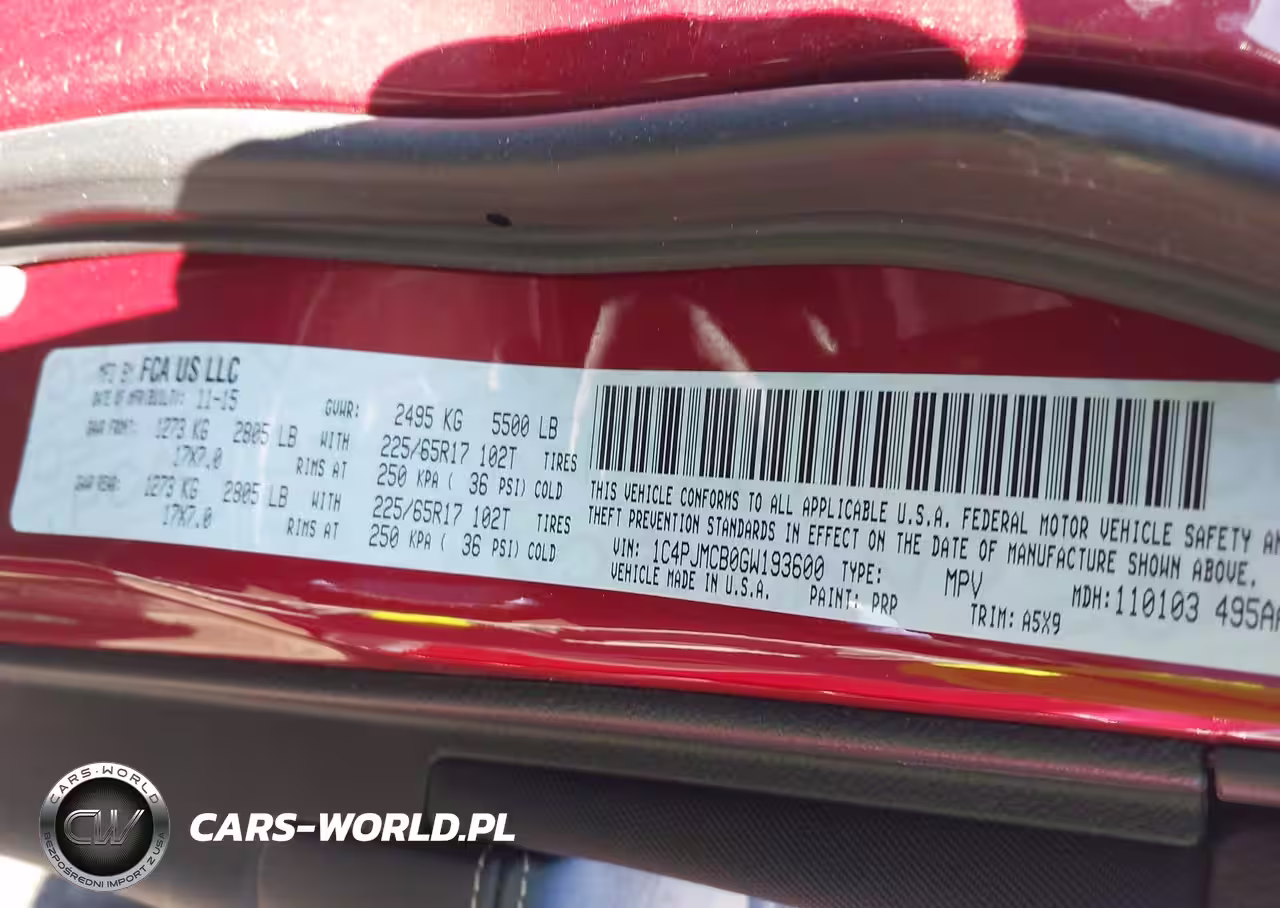 MFD BY FCA US LLC
DATE OF MFR(BUILT): 11-15
GVWR: 2495 KG 5500 LB
GAWR FRONT: 1273 KG 2805 LB WITH 225/65R17 102T TIRES
17X7.0 RIMS AT 250 KPA ( 36 PSI) COLD
GAWR REAR: 1273 KG 2805 LB WITH 225/65R17 102T TIRES
17X7.0 RIMS AT 250 KPA ( 36 PSI) COLD
THIS VEHICLE CONFORMS TO ALL APPLICABLE U.S.A. FEDERAL MOTOR VEHICLE SAFETY
THEFT PREVENTION STANDARDS IN EFFECT ON THE DATE OF MANUFACTURE SHOWN ABOVE.
VIN: 1C4PJMCB0GW193600 TYPE: MPV MDH:110103
VEHICLE MADE IN U.S.A. PAINT: PRP TRIM: A5X9
CARS-WORLD
CW
BEZPOŚREDNI IMPORT Z USA
CARS-WORLD.PL